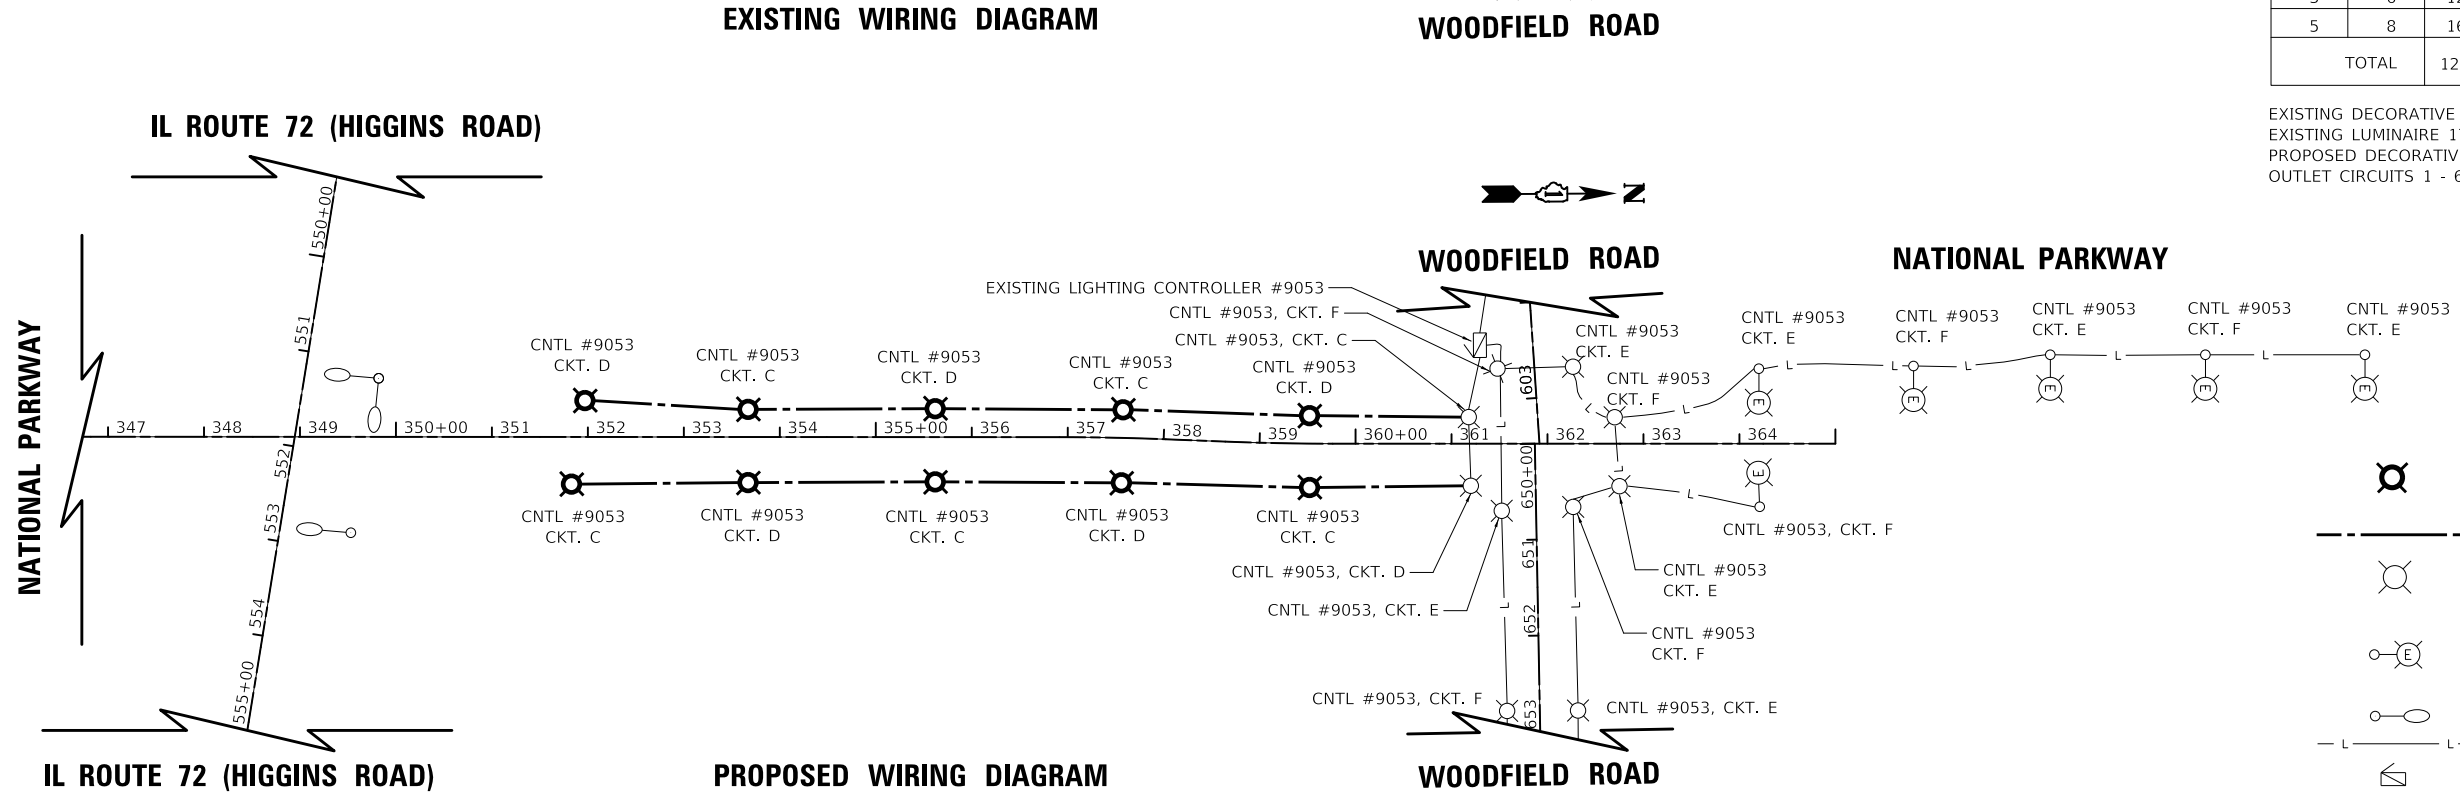 EXISTING WIRING DIAGRAM
WOODFIELD ROAD
5 8
TOTAL
EXISTING DECORATIVE
EXISTING LUMINAIRE
PROPOSED
OUTLET CIRCUITS 1 -
IL ROUTE 72 (HIGGINS ROAD)
N
WOODFIELD ROAD
NATIONAL PARKWAY
EXISTING LIGHTING CONTROLLER #9053
CNTL #9053, CKT. F
CNTL #9053, CKT. C
CNTL #9053
CKT. D
CNTL #9053
CKT. C
CNTL #9053
CKT. D
CNTL #9053
CKT. C
CNTL #9053
CKT. D
CNTL #9053
CKT. E
CNTL #9053
CKT. F
CNTL #9053
CKT. E
CNTL #9053
CKT. F
CNTL #9053
CKT. E
CNTL #9053
CKT. F
CNTL #9053
CKT. E
NATIONAL PARKWAY
550+00
551
552
553
554
555+00
347 348 349 350+00 351 352 353 354 355+00 356 357 358 359 360+00 361 362 363 364
603
650+00
651
652
653
L L L L L L L L L L L
E E E E E E
CNTL #9053
CKT. C
CNTL #9053
CKT. D
CNTL #9053
CKT. C
CNTL #9053
CKT. D
CNTL #9053
CKT. C
CNTL #9053, CKT. F
CNTL #9053, CKT. D
CNTL #9053
CKT. E
CNTL #9053, CKT. E
CNTL #9053
CKT. F
CNTL #9053, CKT. F
CNTL #9053, CKT. E
E
L L
IL ROUTE 72 (HIGGINS ROAD)
PROPOSED WIRING DIAGRAM
WOODFIELD ROAD